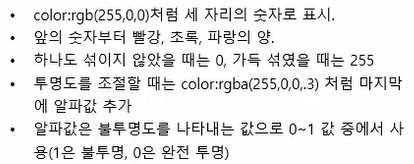 • color:rgb(255,0,0)처럼 세 자리의 숫자로 표시.
• 앞의 숫자부터 빨강, 초록, 파랑의 양.
• 하나도 섞이지 않았을 때는 0, 가득 섞였을 때는 255
• 투명도를 조절할 때는 color:rgba(255,0,0,.3) 처럼 마지막
에 알파값 추가
• 알파값은 불투명도를 나타내는 값으로 0~1 값 중에서 사
용(1은 불투명, 0은 완전 투명)